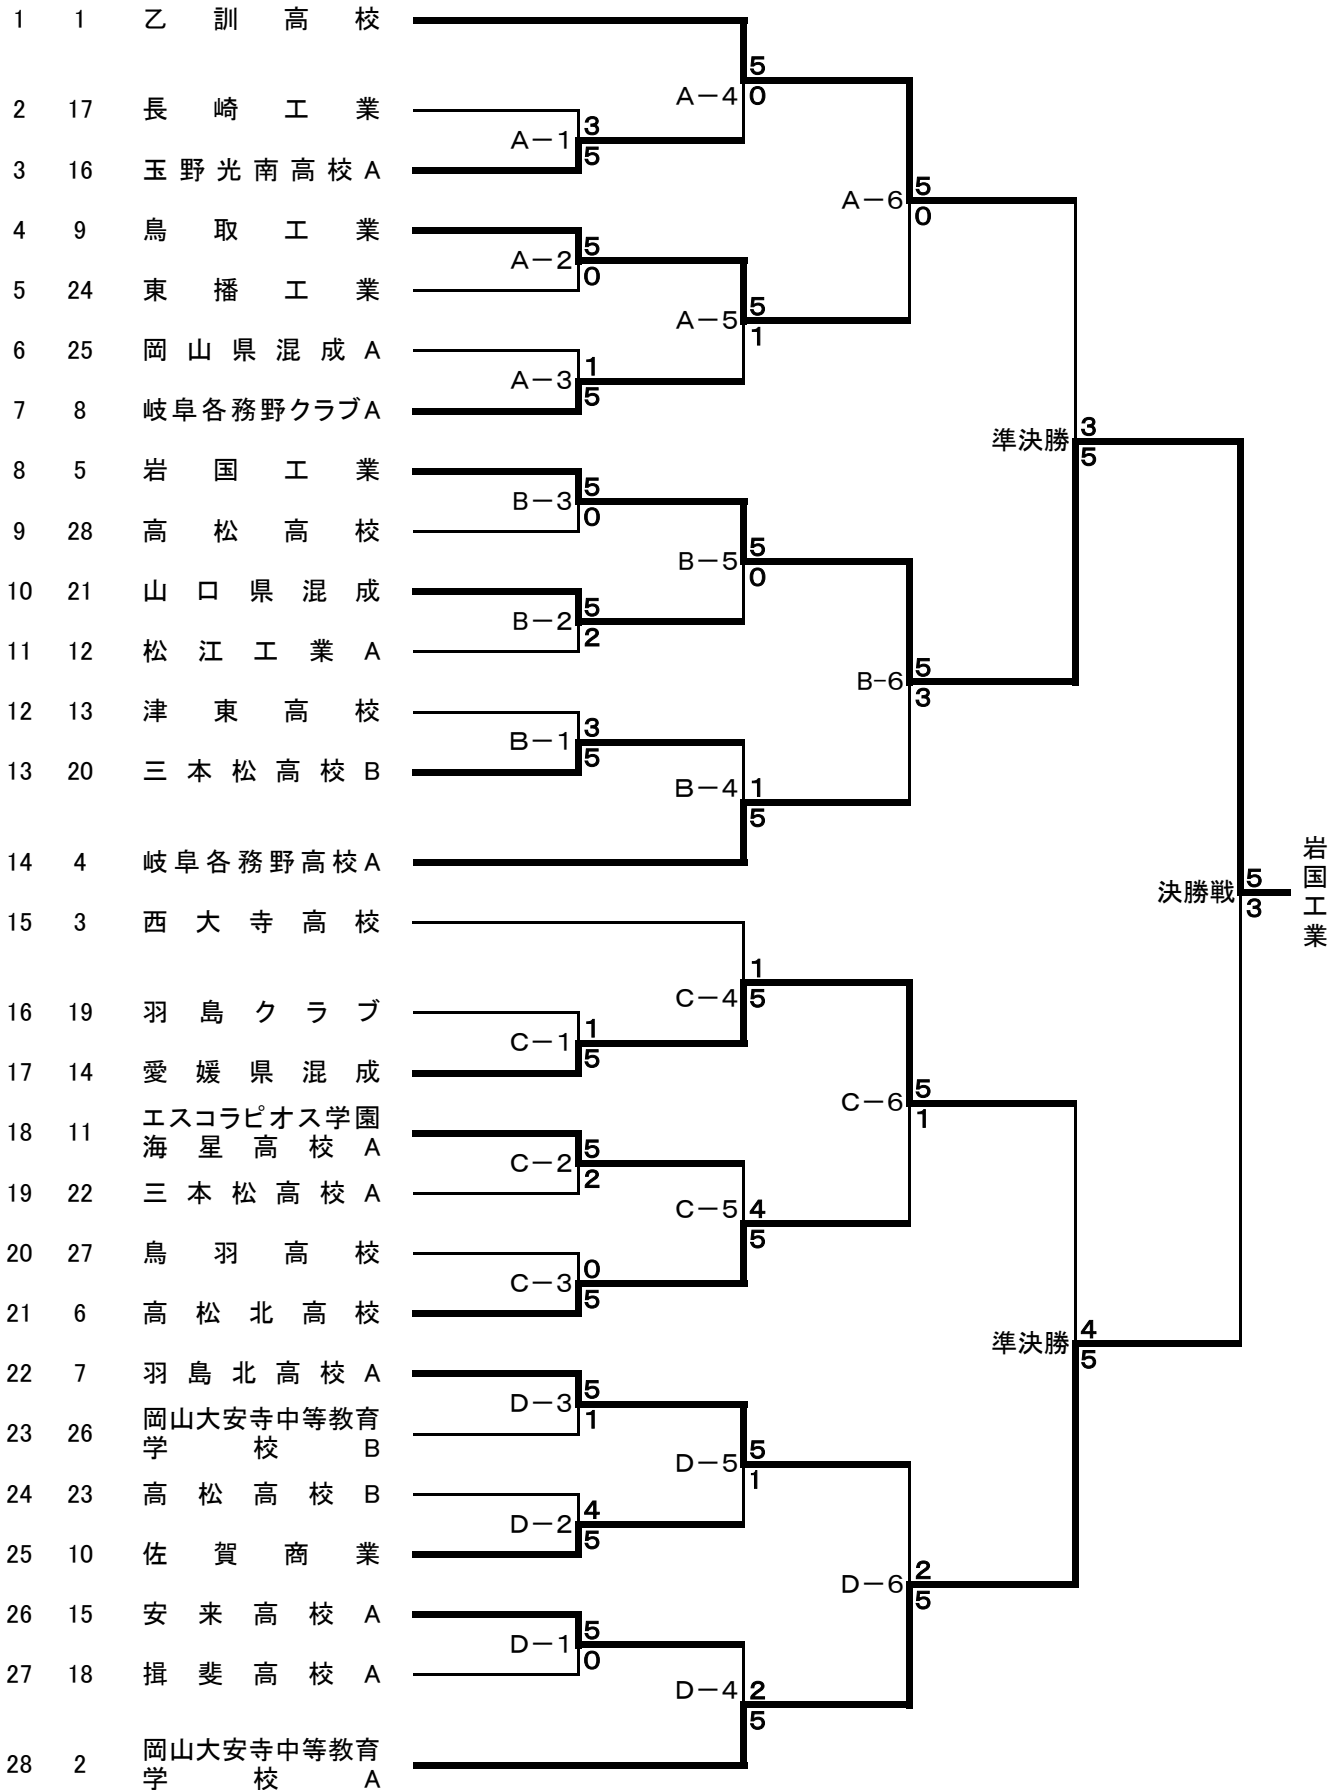 1 1 乙訓高校
5
A－4 0
2 17 長崎工業
A－1 3
5
3 16 玉野光南高校A
A－6 5
0
4 9 鳥取工業
A－2 5
0
5 24 東播工業
A－5 5
1
6 25 岡山県混成A
A－3 1
5
7 8 岐阜各務野クラブA
準決勝 3
5
8 5 岩国工業
B－3 5
0
9 28 高松高校
B－5 5
0
10 21 山口県混成
B－2 5
2
11 12 松江工業A
B-6 5
3
12 13 津東高校
B－1 3
5
13 20 三本松高校B
B－4 1
5
14 4 岐阜各務野高校A
決勝戦 5
3
岩国工業
15 3 西大寺高校
C－4 1
5
16 19 羽島クラブ
C－1 1
5
17 14 愛媛県混成
C－6 5
1
18 11 エスコラピオス学園
海星高校A
C－2 5
2
19 22 三本松高校A
C－5 4
5
20 27 鳥羽高校
C－3 0
5
21 6 高松北高校
準決勝 4
5
22 7 羽島北高校A
D－3 5
1
23 26 岡山大安寺中等教育
学校B
D－5 5
1
24 23 高松高校B
D－2 4
5
25 10 佐賀商業
D－6 2
5
26 15 安来高校A
D－1 5
0
27 18 揖斐高校A
D－4 2
5
28 2 岡山大安寺中等教育
学校A